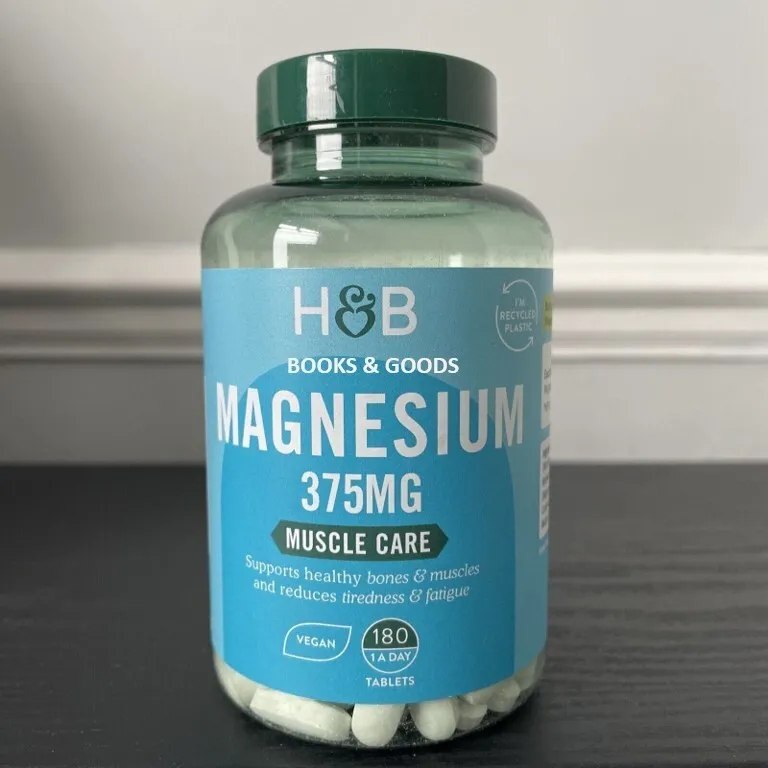 H&B
I'M
RECYCLED
PLASTIC
BOOKS & GOODS
MAGNESIUM
375MG
MUSCLE CARE
Supports healthy bones & muscles
and reduces tiredness & fatigue
VEGAN
180
1 A DAY
TABLETS